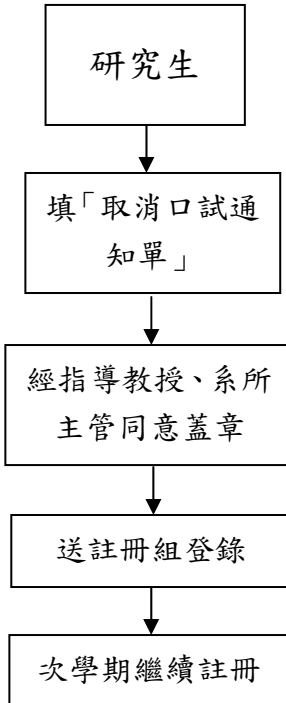 研究生
填「取消口試通
知單」
經指導教授、系所
主管同意蓋章
送註冊組登錄
次學期繼續註冊